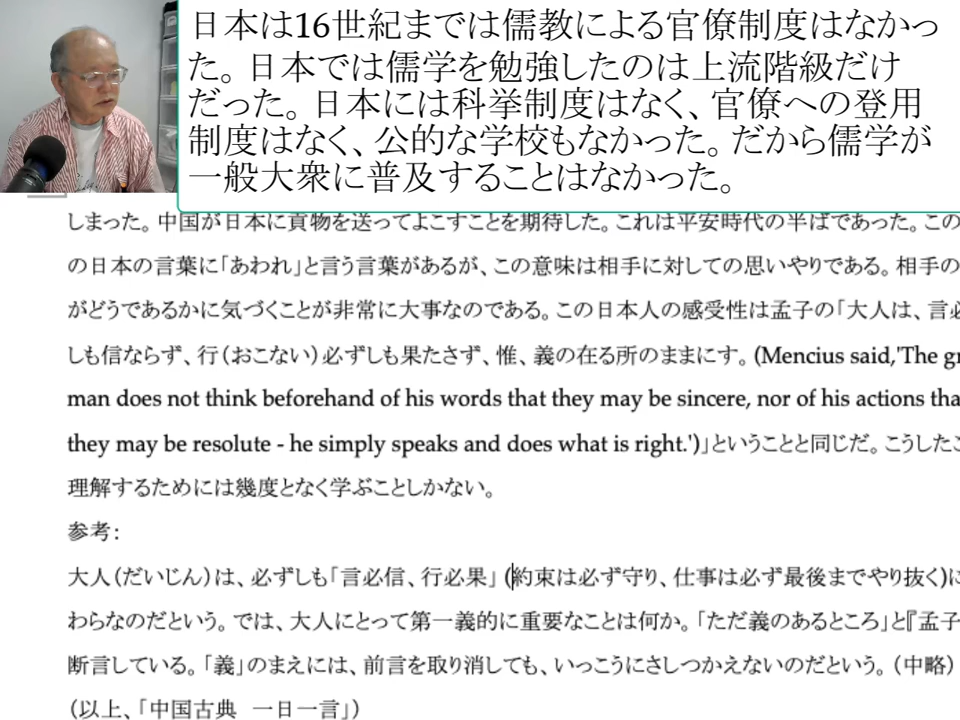 日本は16世紀までは儒教による官僚制度はなかっ
た。日本では儒学を勉強したのは上流階級だけ
だった。日本には科挙制度はなく、官僚への登用
制度はなく、公的な学校もなかった。だから儒学が
一般大衆に普及することはなかった。
しまった。中国が日本に貢物を送ってよこすことを期待した。これは平安時代の半ばであった。この
の日本の言葉に「あわれ」と言う言葉があるが、この意味は相手に対しての思いやりである。相手の
がどうであるかに気づくことが非常に大事なのである。この日本人の感受性は孟子の「大人は、言必
しも信ならず、行（おこない）必ずしも果たさず、惟、義の在る所のままにす。(Mencius said,'The gr
man does not think beforehand of his words that they may be sincere, nor of his actions tha
they may be resolute - he simply speaks and does what is right.')」ということと同じだ。こうしたこ
理解するためには幾度となく学ぶことしかない。
参考：
大人（だいじん）は、必ずしも「言必信、行必果」 (約束は必ず守り、仕事は必ず最後までやり抜く)に
わらなのだという。では、大人にとって第一義的に重要なことは何か。「ただ義のあるところ」と『孟子
断言している。「義」のまえには、前言を取り消しても、いっこうにさしつかえないのだという。（中略）
（以上、「中国古典　一日一言」）